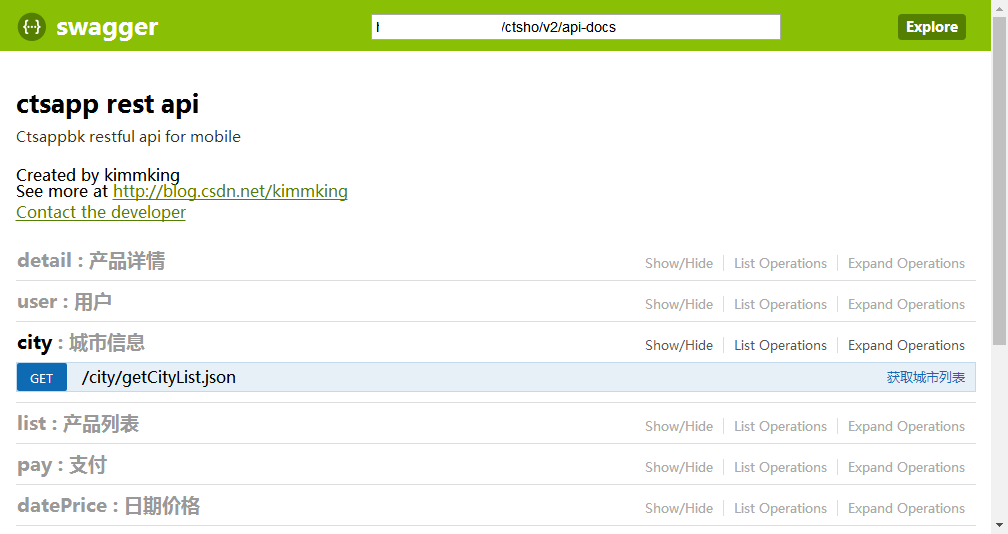 swagger
/ctsho/v2/api-docs
Explore
ctsapp rest api
Ctsappbk restful api for mobile
Created by kimmking
See more at http://blog.csdn.net/kimmking
Contact the developer
detail : 产品详情 Show/Hide List Operations Expand Operations
user : 用户 Show/Hide List Operations Expand Operations
city : 城市信息 Show/Hide List Operations Expand Operations
GET /city/getCityList.json 获取城市列表
list : 产品列表 Show/Hide List Operations Expand Operations
pay : 支付 Show/Hide List Operations Expand Operations
datePrice : 日期价格 Show/Hide List Operations Expand Operations